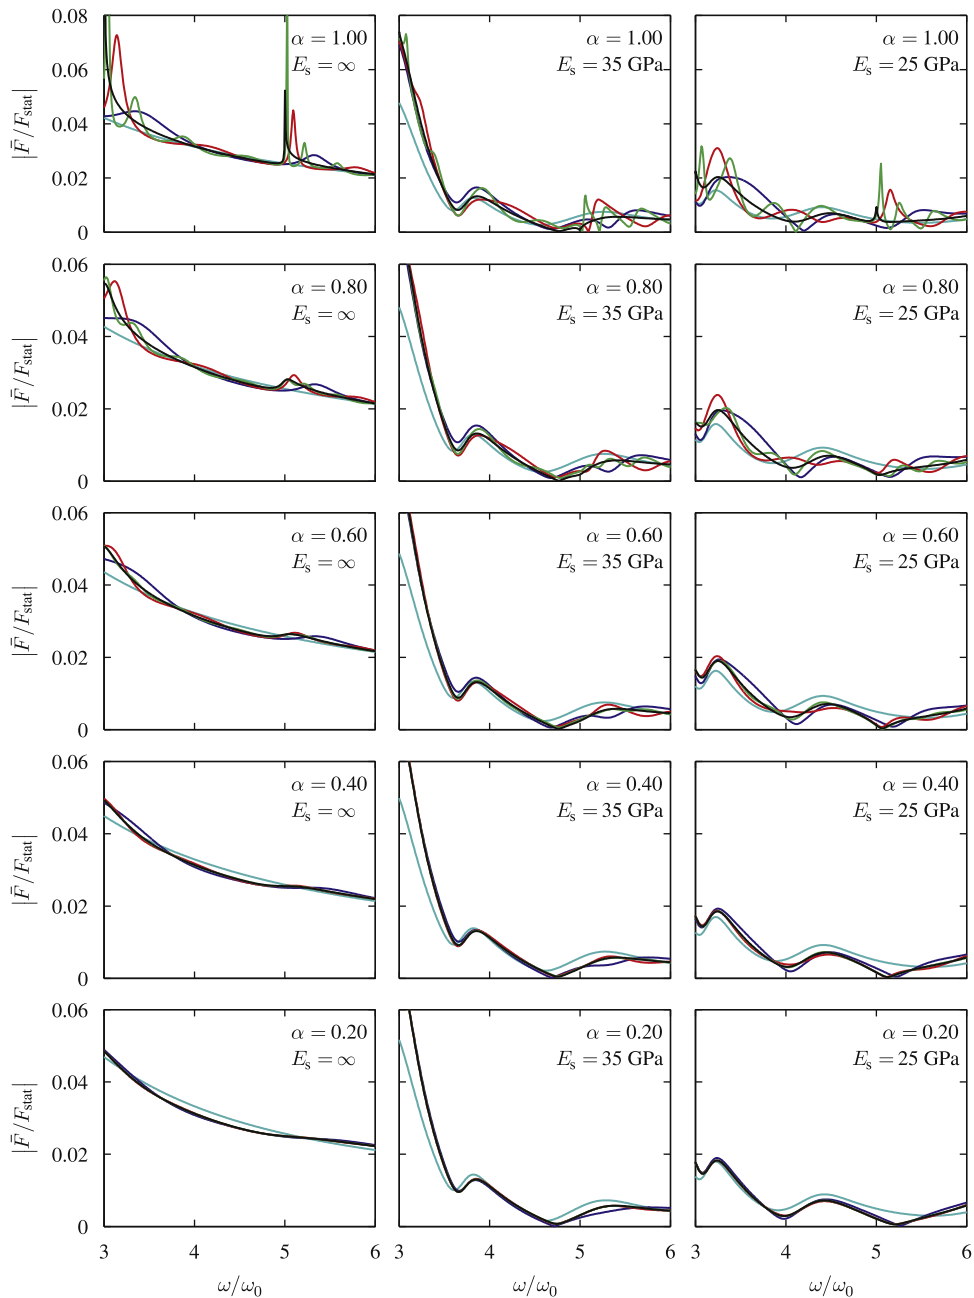 0.08
0.06
0.04
0.02
0
|F̄/F_stat|
α = 1.00
E_s = ∞
α = 1.00
E_s = 35 GPa
α = 1.00
E_s = 25 GPa
0.06
0.04
0.02
0
|F̄/F_stat|
α = 0.80
E_s = ∞
α = 0.80
E_s = 35 GPa
α = 0.80
E_s = 25 GPa
0.06
0.04
0.02
0
|F̄/F_stat|
α = 0.60
E_s = ∞
α = 0.60
E_s = 35 GPa
α = 0.60
E_s = 25 GPa
0.06
0.04
0.02
0
|F̄/F_stat|
α = 0.40
E_s = ∞
α = 0.40
E_s = 35 GPa
α = 0.40
E_s = 25 GPa
0.06
0.04
0.02
0
|F̄/F_stat|
α = 0.20
E_s = ∞
α = 0.20
E_s = 35 GPa
α = 0.20
E_s = 25 GPa
3 4 5 6
3 4 5 6
3 4 5 6
ω/ω₀
ω/ω₀
ω/ω₀